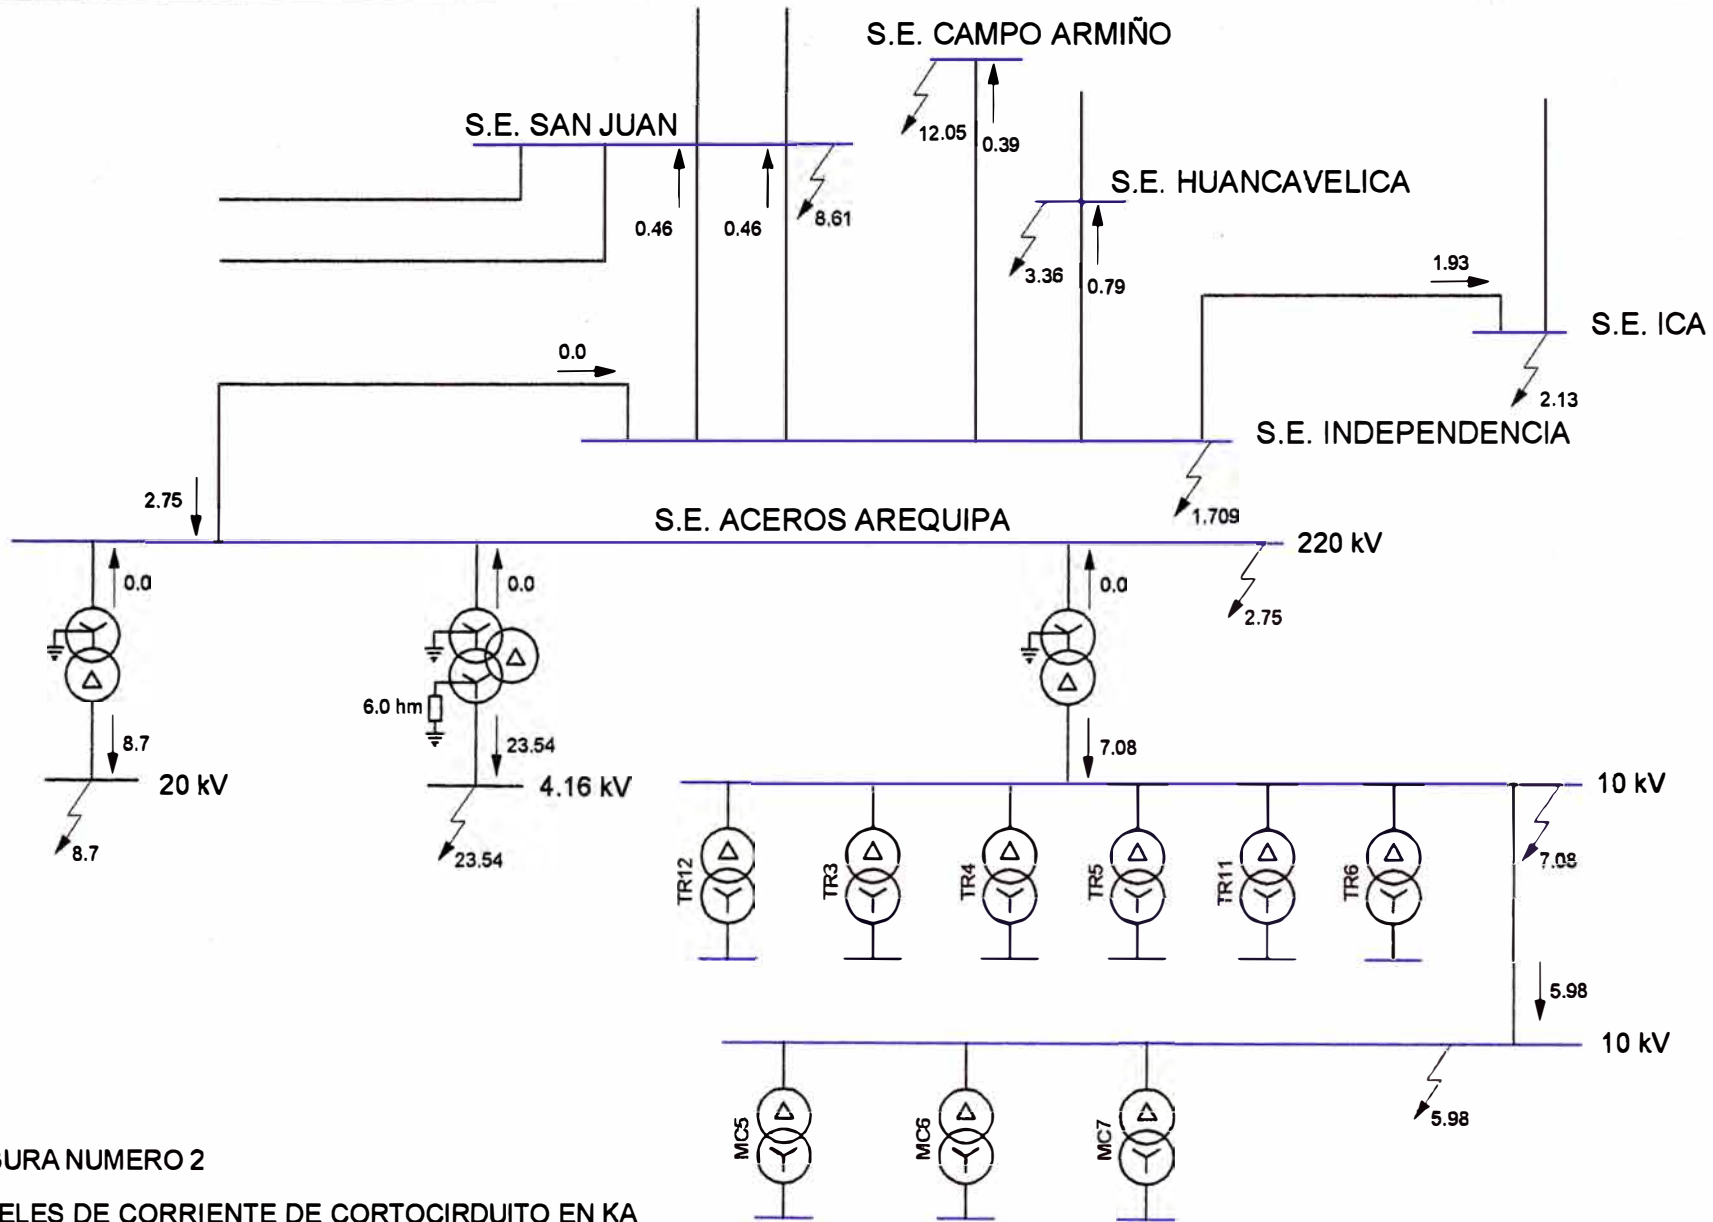 S.E. CAMPO ARMIÑO
S.E. SAN JUAN
12.05
0.39
S.E. HUANCAVELICA
0.46
0.46
8.61
3.36
0.79
1.93
S.E. ICA
0.0
2.13
S.E. INDEPENDENCIA
2.75
1.709
S.E. ACEROS AREQUIPA
220 kV
0.0
0.0
0.0
2.75
6.0 hm
8.7
23.54
7.08
20 kV
4.16 kV
10 kV
8.7
23.54
7.08
TR12
TR3
TR4
TR5
TR11
TR6
5.98
10 kV
5.98
MC5
MC6
MC7
URA NUMERO 2
ELES DE CORRIENTE DE CORTOCIRDUITO EN KA